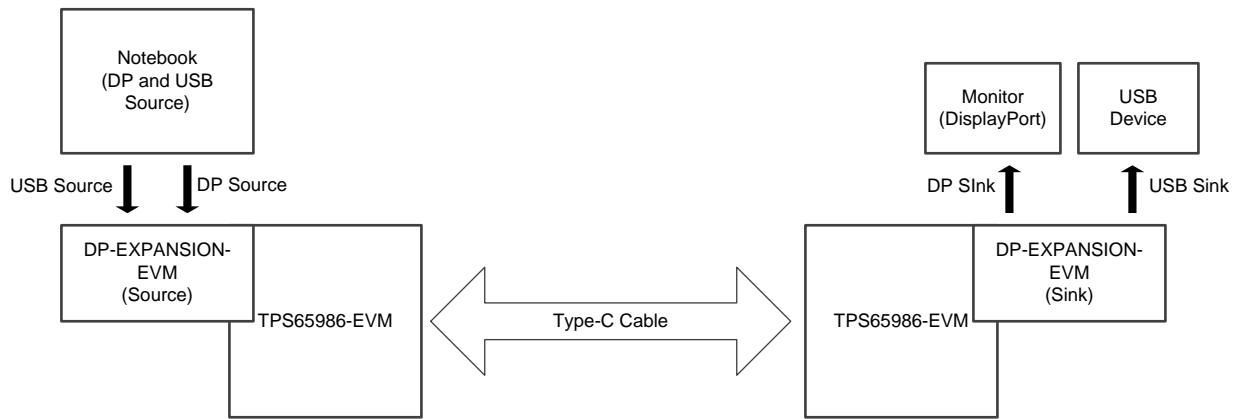 Notebook
(DP and USB
Source)
Monitor
(DisplayPort)
USB
Device
USB Source
DP Source
DP SInk
USB Sink
DP-EXPANSION-
EVM
(Source)
DP-EXPANSION-
EVM
(Sink)
TPS65986-EVM
Type-C Cable
TPS65986-EVM